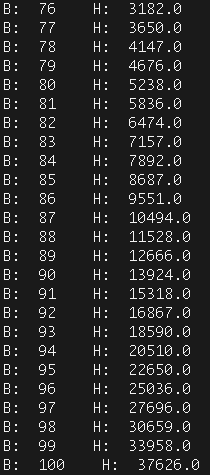 B:  76    H:  3182.0
B:  77    H:  3650.0
B:  78    H:  4147.0
B:  79    H:  4676.0
B:  80    H:  5238.0
B:  81    H:  5836.0
B:  82    H:  6474.0
B:  83    H:  7157.0
B:  84    H:  7892.0
B:  85    H:  8687.0
B:  86    H:  9551.0
B:  87    H:  10494.0
B:  88    H:  11528.0
B:  89    H:  12666.0
B:  90    H:  13924.0
B:  91    H:  15318.0
B:  92    H:  16867.0
B:  93    H:  18590.0
B:  94    H:  20510.0
B:  95    H:  22650.0
B:  96    H:  25036.0
B:  97    H:  27696.0
B:  98    H:  30659.0
B:  99    H:  33958.0
B:  100    H:  37626.0